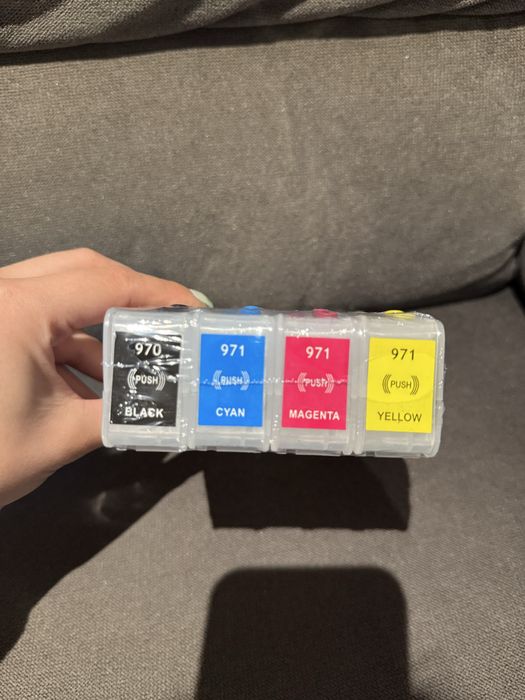 970
PUSH
BLACK
971
PUSH
CYAN
971
PUSH
MAGENTA
971
PUSH
YELLOW